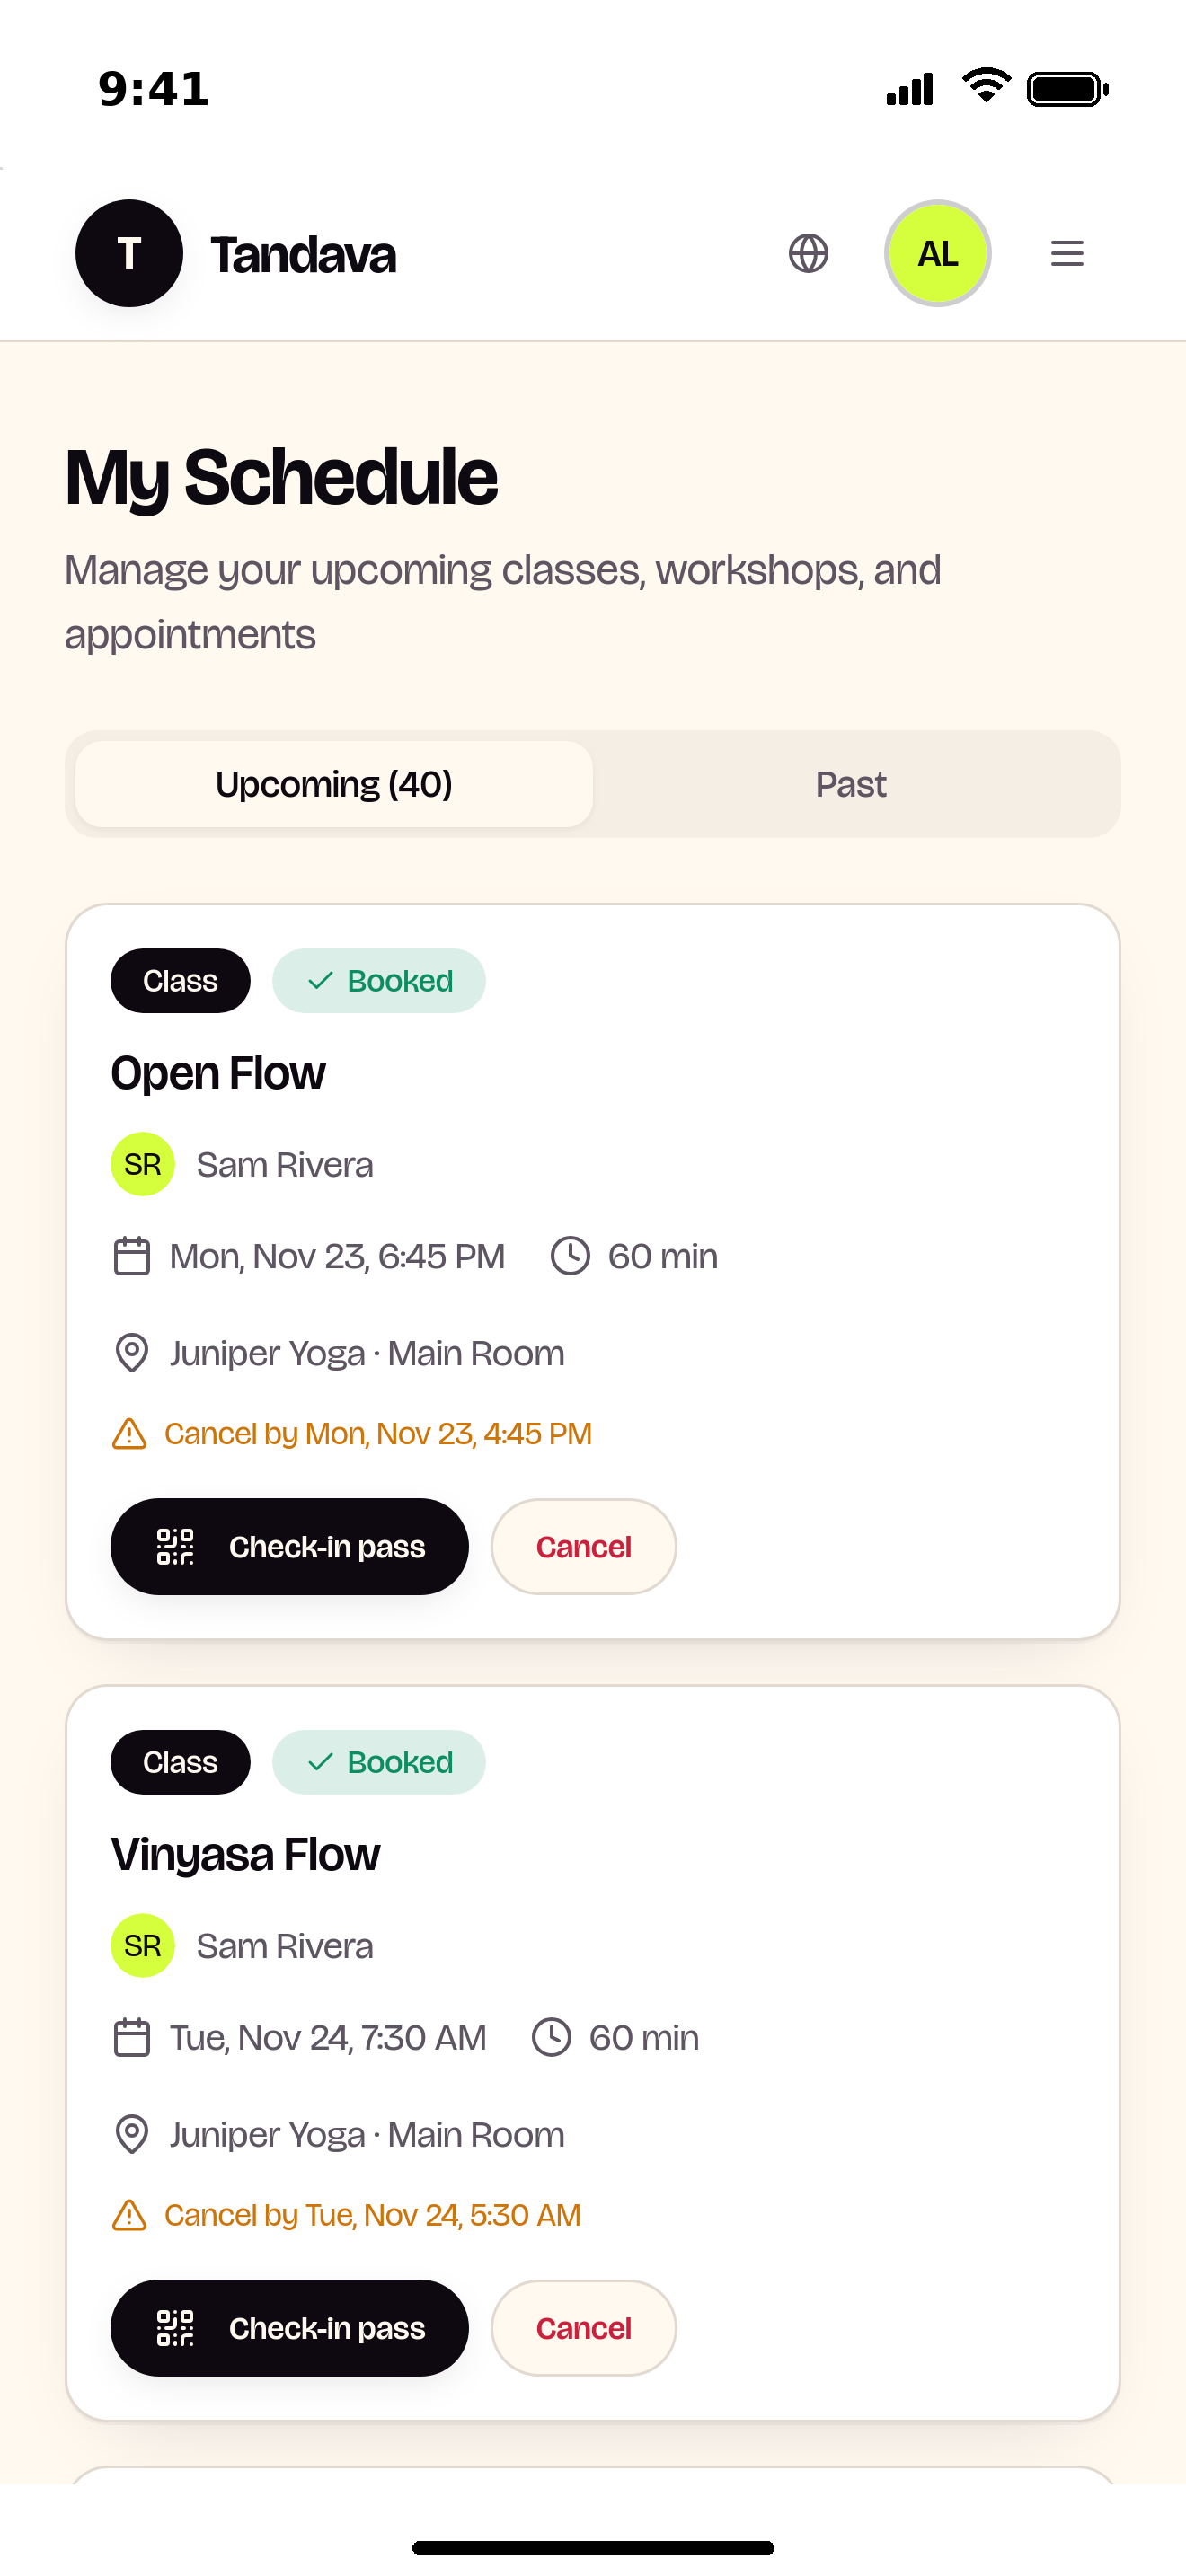 9:41
T Tandava AL
My Schedule
Manage your upcoming classes, workshops, and
appointments
Upcoming (40) Past
Class Booked
Open Flow
SR Sam Rivera
Mon, Nov 23, 6:45 PM 60 min
Juniper Yoga · Main Room
Cancel by Mon, Nov 23, 4:45 PM
Check-in pass Cancel
Class Booked
Vinyasa Flow
SR Sam Rivera
Tue, Nov 24, 7:30 AM 60 min
Juniper Yoga · Main Room
Cancel by Tue, Nov 24, 5:30 AM
Check-in pass Cancel